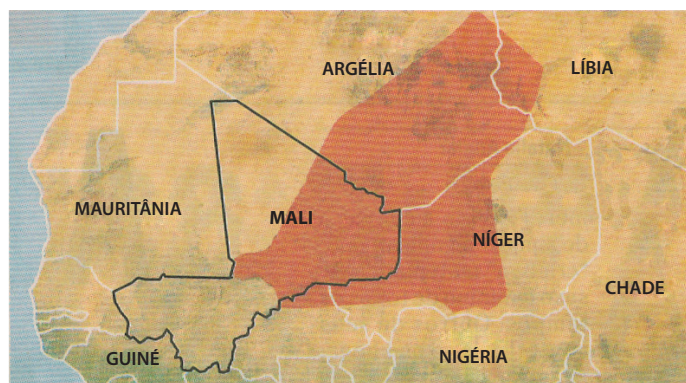 ARGÉLIA
LÍBIA
MAURITÂNIA
MALI
NÍGER
CHADE
GUINÉ
NIGÉRIA